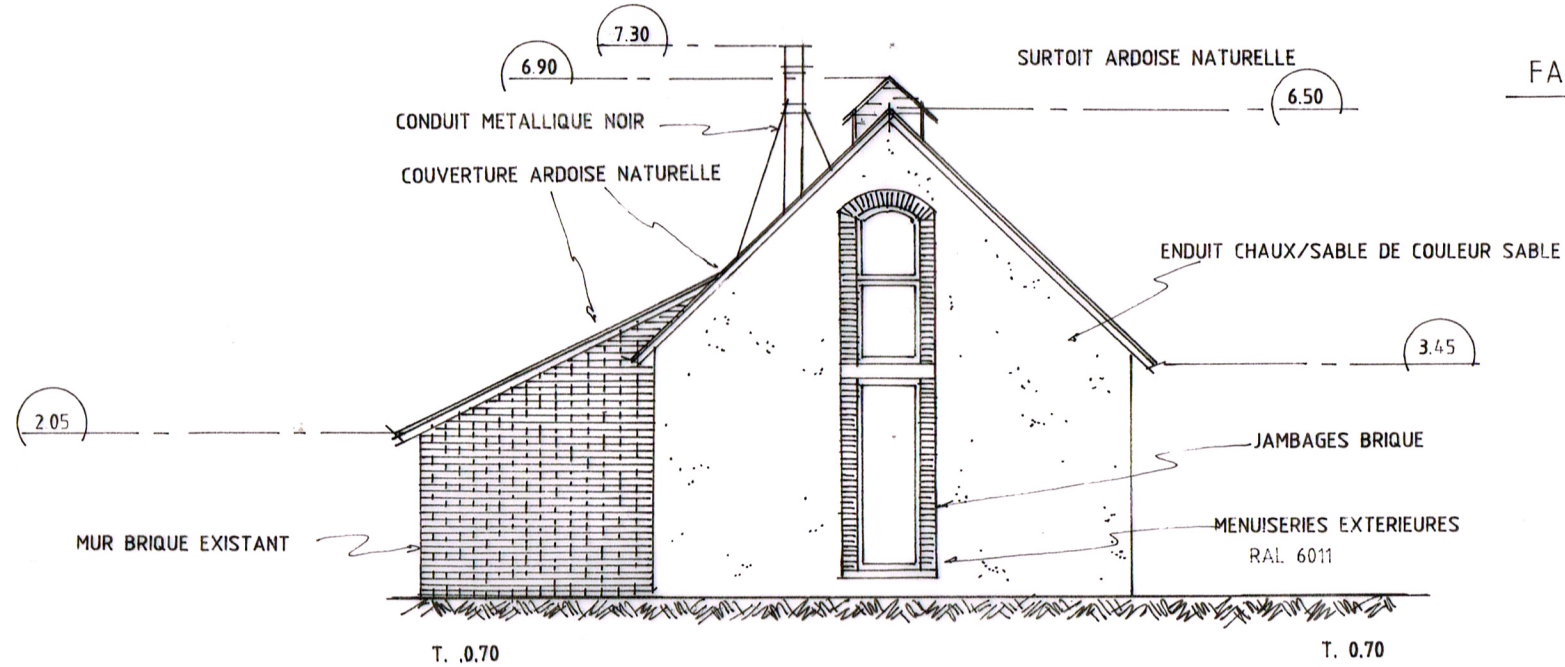 7.30
6.90
SURTOIT ARDOISE NATURELLE
FA
6.50
CONDUIT METALLIQUE NOIR
COUVERTURE ARDOISE NATURELLE
ENDUIT CHAUX/SABLE DE COULEUR SABLE
3.45
2.05
JAMBAGES BRIQUE
MUR BRIQUE EXISTANT
MENUISERIES EXTERIEURES
RAL 6011
T. .0.70
T. 0.70